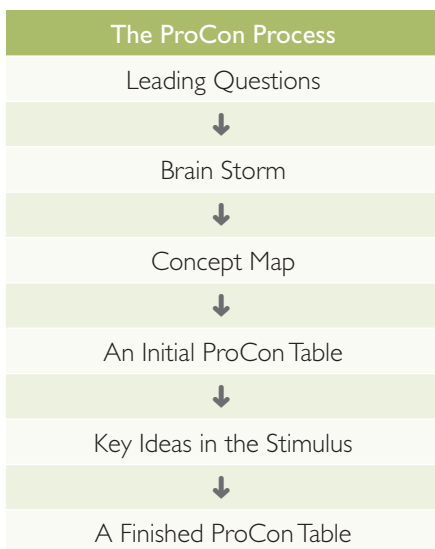 The ProCon Process
Leading Questions
Brain Storm
Concept Map
An Initial ProCon Table
Key Ideas in the Stimulus
A Finished ProCon Table